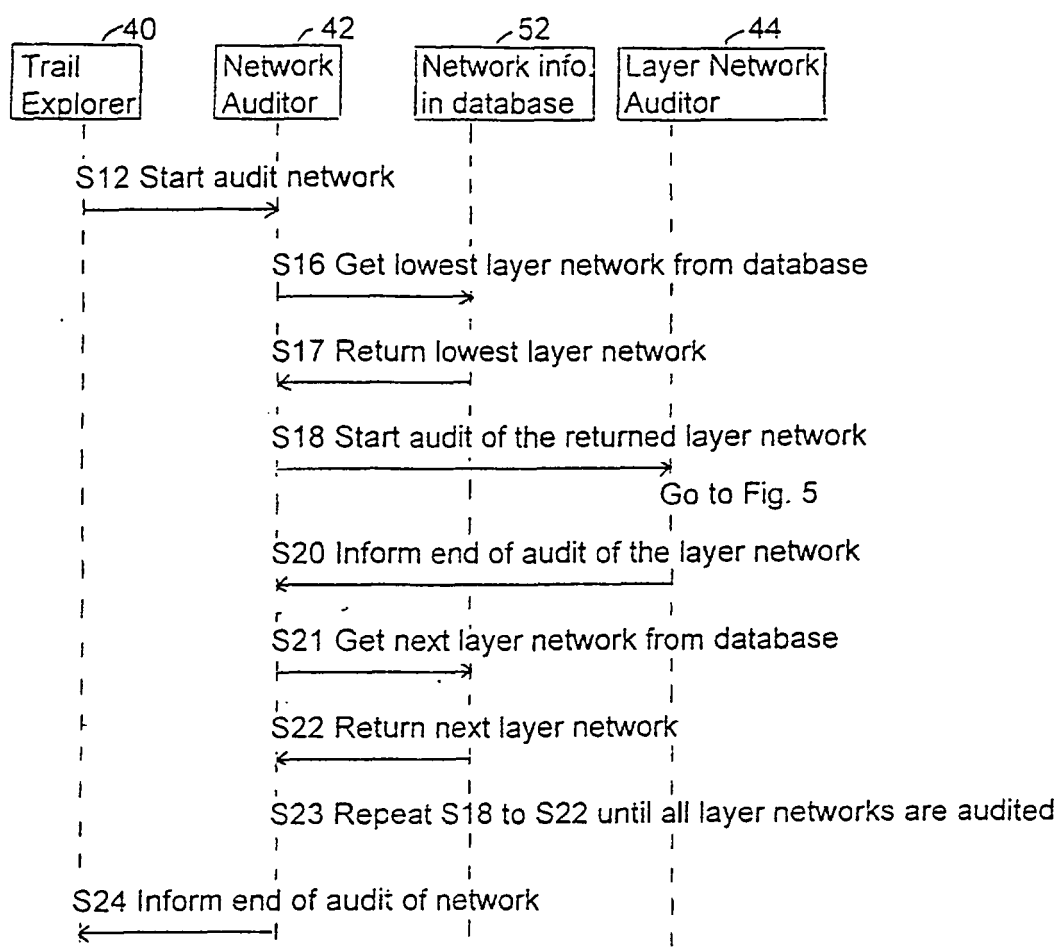 40 42 52 44
Trail Explorer
Network Auditor
Network info. in database
Layer Network Auditor
S12 Start audit network
S16 Get lowest layer network from database
S17 Return lowest layer network
S18 Start audit of the returned layer network
Go to Fig. 5
S20 Inform end of audit of the layer network
S21 Get next layer network from database
S22 Return next layer network
S23 Repeat S18 to S22 until all layer networks are audited
S24 Inform end of audit of network